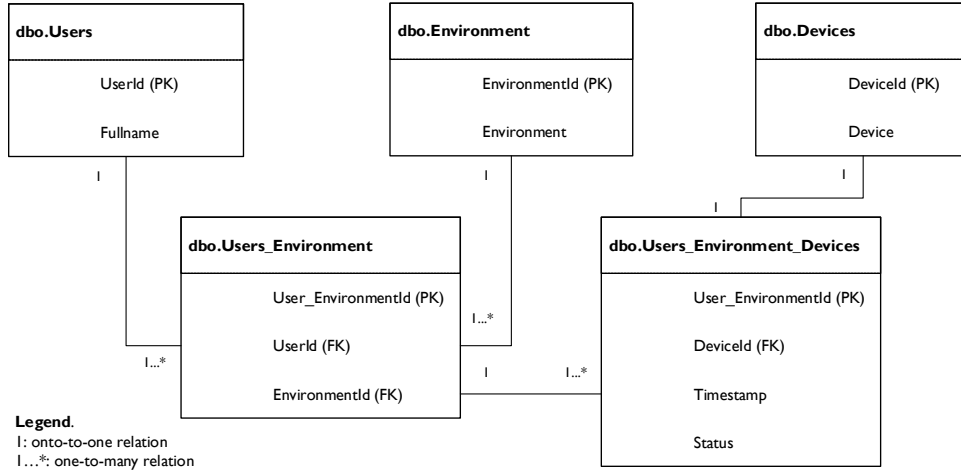 dbo.Users
UserId (PK)
Fullname
dbo.Environment
EnvironmentId (PK)
Environment
dbo.Devices
DeviceId (PK)
Device
1
1
1
1
dbo.Users_Environment
User_EnvironmentId (PK)
UserId (FK)
EnvironmentId (FK)
1...*
1...*
1
1...*
dbo.Users_Environment_Devices
User_EnvironmentId (PK)
DeviceId (FK)
Timestamp
Status
Legend.
1: onto-to-one relation
1...*: one-to-many relation